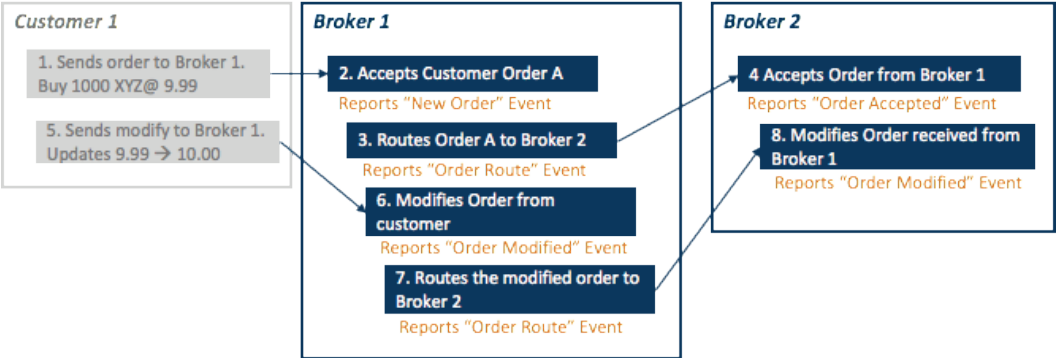 Customer 1
1. Sends order to Broker 1.
Buy 1000 XYZ@ 9.99
5. Sends modify to Broker 1.
Updates 9.99 → 10.00
Broker 1
2. Accepts Customer Order A
Reports “New Order” Event
3. Routes Order A to Broker 2
Reports “Order Route” Event
6. Modifies Order from
customer
Reports “Order Modified” Event
7. Routes the modified order to
Broker 2
Reports “Order Route” Event
Broker 2
4 Accepts Order from Broker 1
Reports “Order Accepted” Event
8. Modifies Order received from
Broker 1
Reports “Order Modified” Event